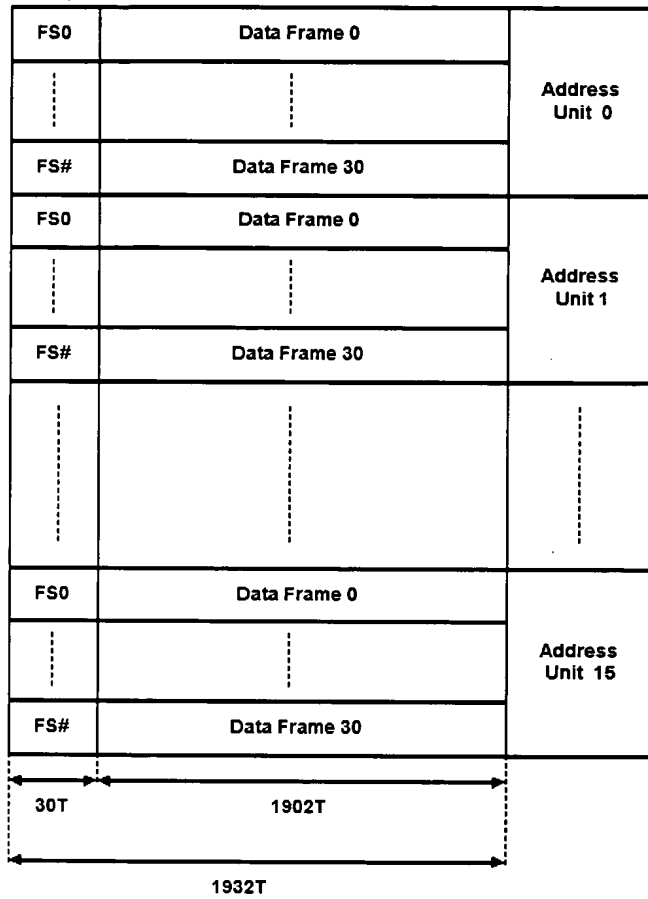 FS0 Data Frame 0
Address
Unit 0
FS# Data Frame 30
FS0 Data Frame 0
Address
Unit 1
FS# Data Frame 30
FS0 Data Frame 0
Address
Unit 15
FS# Data Frame 30
30T 1902T
1932T